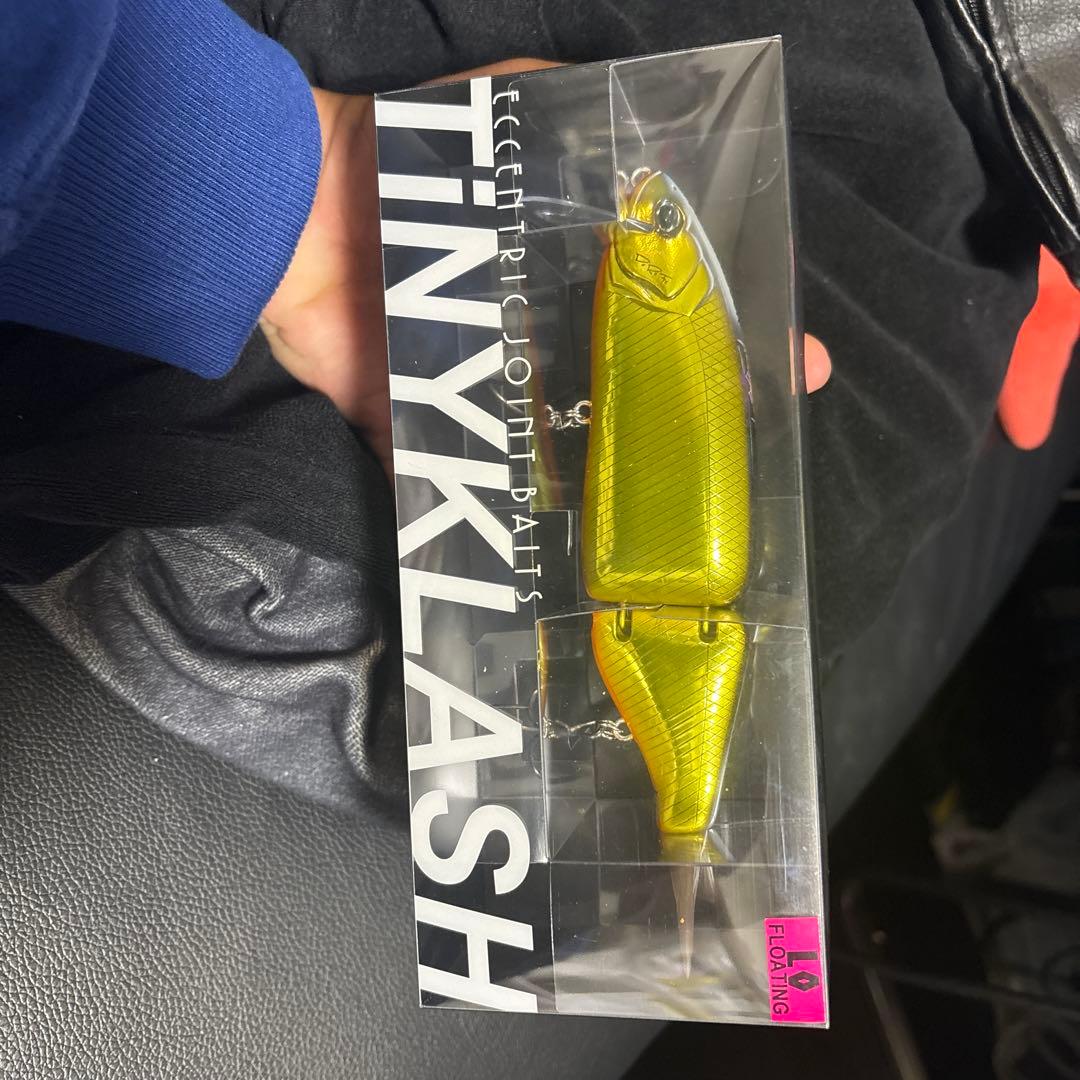 ECCENTRIC JOINT BAITS
TiNYKLASH
D.R.T.
LO
FLOATING